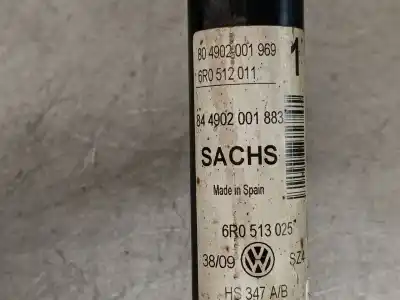 80 4902 001 969
1
6R0 512 011
84 4902 001 883
SACHS
Made in Spain
6R0 513 025
38/09
HS 347 A/B